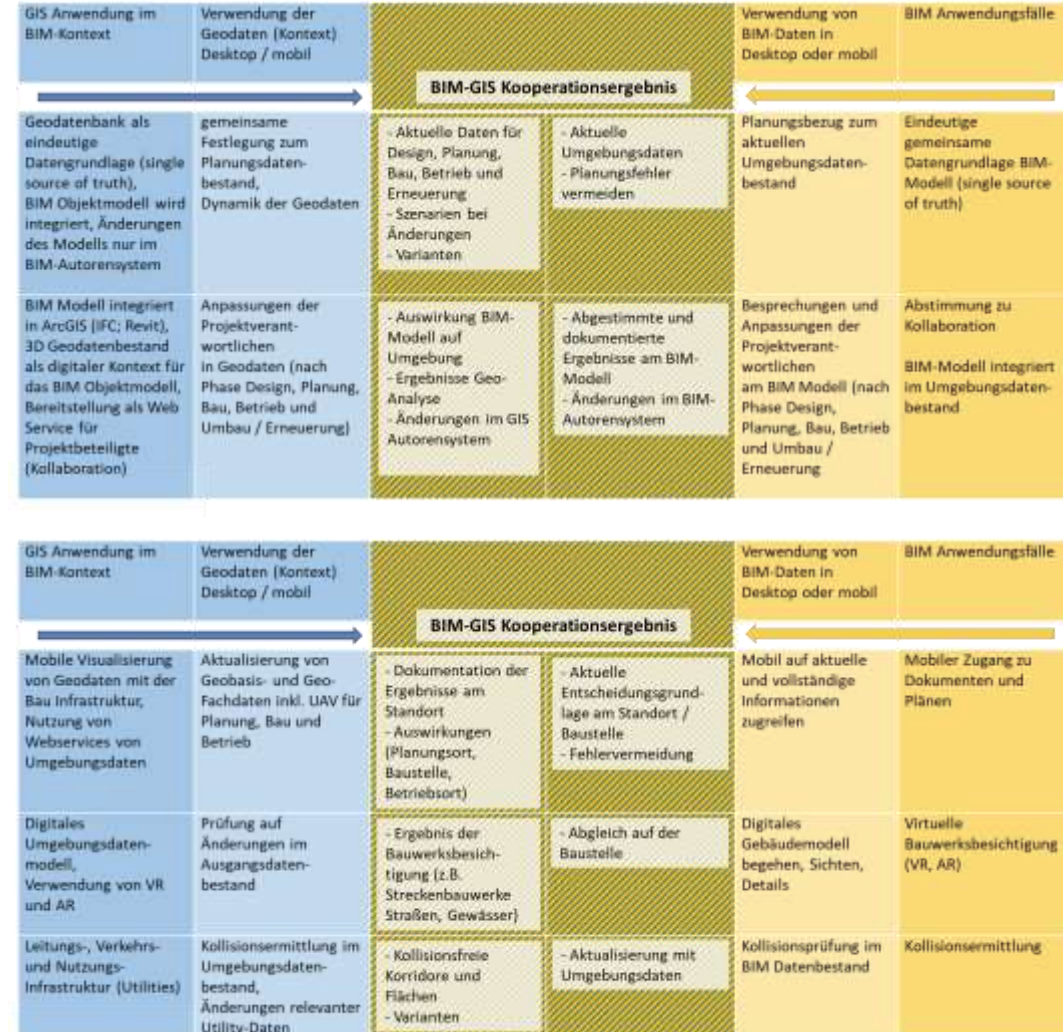 GIS Anwendung im
BIM-Kontext
Verwendung der
Geodaten (Kontext)
Desktop / mobil
BIM-GIS Kooperationsergebnis
Verwendung von
BIM-Daten in
Desktop oder mobil
BIM Anwendungsfälle
Geodatenbank als
eindeutige
Datengrundlage (single
source of truth),
BIM Objektmodell wird
integriert, Änderungen
des Modells nur im
BIM-Autorensystem
gemeinsame
Festlegung zum
Planungsdaten-
bestand,
Dynamik der Geodaten
- Aktuelle Daten für
Design, Planung,
Bau, Betrieb und
Erneuerung
- Szenarien bei
Änderungen
- Varianten
- Aktuelle
Umgebungsdaten
- Planungsfehler
vermeiden
Planungsbezug zum
aktuellen
Umgebungsdaten-
bestand
Eindeutige
gemeinsame
Datengrundlage BIM-
Modell (single source
of truth)
BIM Modell integriert
in ArcGIS (IFC; Revit),
3D Geodatenbestand
als digitaler Kontext für
das BIM Objektmodell,
Bereitstellung als Web
Service für
Projektbeteiligte
(Kollaboration)
Anpassungen der
Projektverant-
wortlichen
in Geodaten (nach
Phase Design, Planung,
Bau, Betrieb und
Umbau / Erneuerung)
- Auswirkung BIM-
Modell auf
Umgebung
- Ergebnisse Geo-
Analyse
- Änderungen im GIS
Autorensystem
- Abgestimmte und
dokumentierte
Ergebnisse am BIM-
Modell
- Änderungen im BIM-
Autorensystem
Besprechungen und
Anpassungen der
Projektverant-
wortlichen
am BIM Modell (nach
Phase Design,
Planung, Bau, Betrieb
und Umbau /
Erneuerung
Abstimmung zu
Kollaboration
BIM-Modell integriert
im Umgebungsdaten-
bestand
GIS Anwendung im
BIM-Kontext
Verwendung der
Geodaten (Kontext)
Desktop / mobil
BIM-GIS Kooperationsergebnis
Verwendung von
BIM-Daten in
Desktop oder mobil
BIM Anwendungsfälle
Mobile Visualisierung
von Geodaten mit der
Bau Infrastruktur,
Nutzung von
Webservices von
Umgebungsdaten
Aktualisierung von
Geobasis- und Geo-
Fachdaten inkl. UAV für
Planung, Bau und
Betrieb
- Dokumentation der
Ergebnisse am
Standort
- Auswirkungen
(Planungsort,
Baustelle,
Betriebsort)
- Aktuelle
Entscheidungsgrund-
lage am Standort /
Baustelle
- Fehlervermeidung
Mobil auf aktuelle
und vollständige
Informationen
zugreifen
Mobiler Zugang zu
Dokumenten und
Plänen
Digitales
Umgebungsdaten-
modell,
Verwendung von VR
und AR
Prüfung auf
Änderungen im
Ausgangsdaten-
bestand
- Ergebnis der
Bauwerksbesich-
tigung (z.B.
Streckenbauwerke
Straßen, Gewässer)
- Abgleich auf der
Baustelle
Digitales
Gebäudemodell
begehen, Sichten,
Details
Virtuelle
Bauwerksbesichtigung
(VR, AR)
Leitungs-, Verkehrs-
und Nutzungs-
Infrastruktur (Utilities)
Kollisionsermittlung im
Umgebungsdaten-
bestand,
Änderungen relevanter
Utility-Daten
- Kollisionsfreie
Korridore und
Flächen
- Varianten
- Aktualisierung mit
Umgebungsdaten
Kollisionsprüfung im
BIM Datenbestand
Kollisionsermittlung